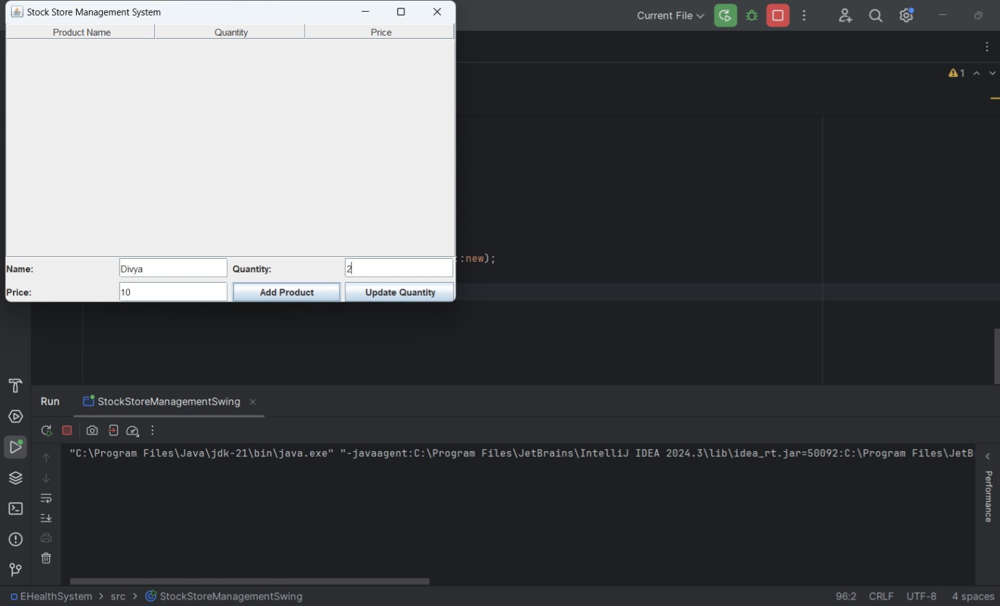 Stock Store Management System
Current File
Product Name Quantity Price
1
:new);
Name: Divya Quantity: 2
Price: 10 Add Product Update Quantity
Run StockStoreManagementSwing
"C:\Program Files\Java\jdk-21\bin\java.exe" "-javaagent:C:\Program Files\JetBrains\IntelliJ IDEA 2024.3\lib\idea_rt.jar=50092:C:\Program Files\JetB
Performance
EHealthSystem > src > StockStoreManagementSwing 96:2 CRLF UTF-8 4 spaces